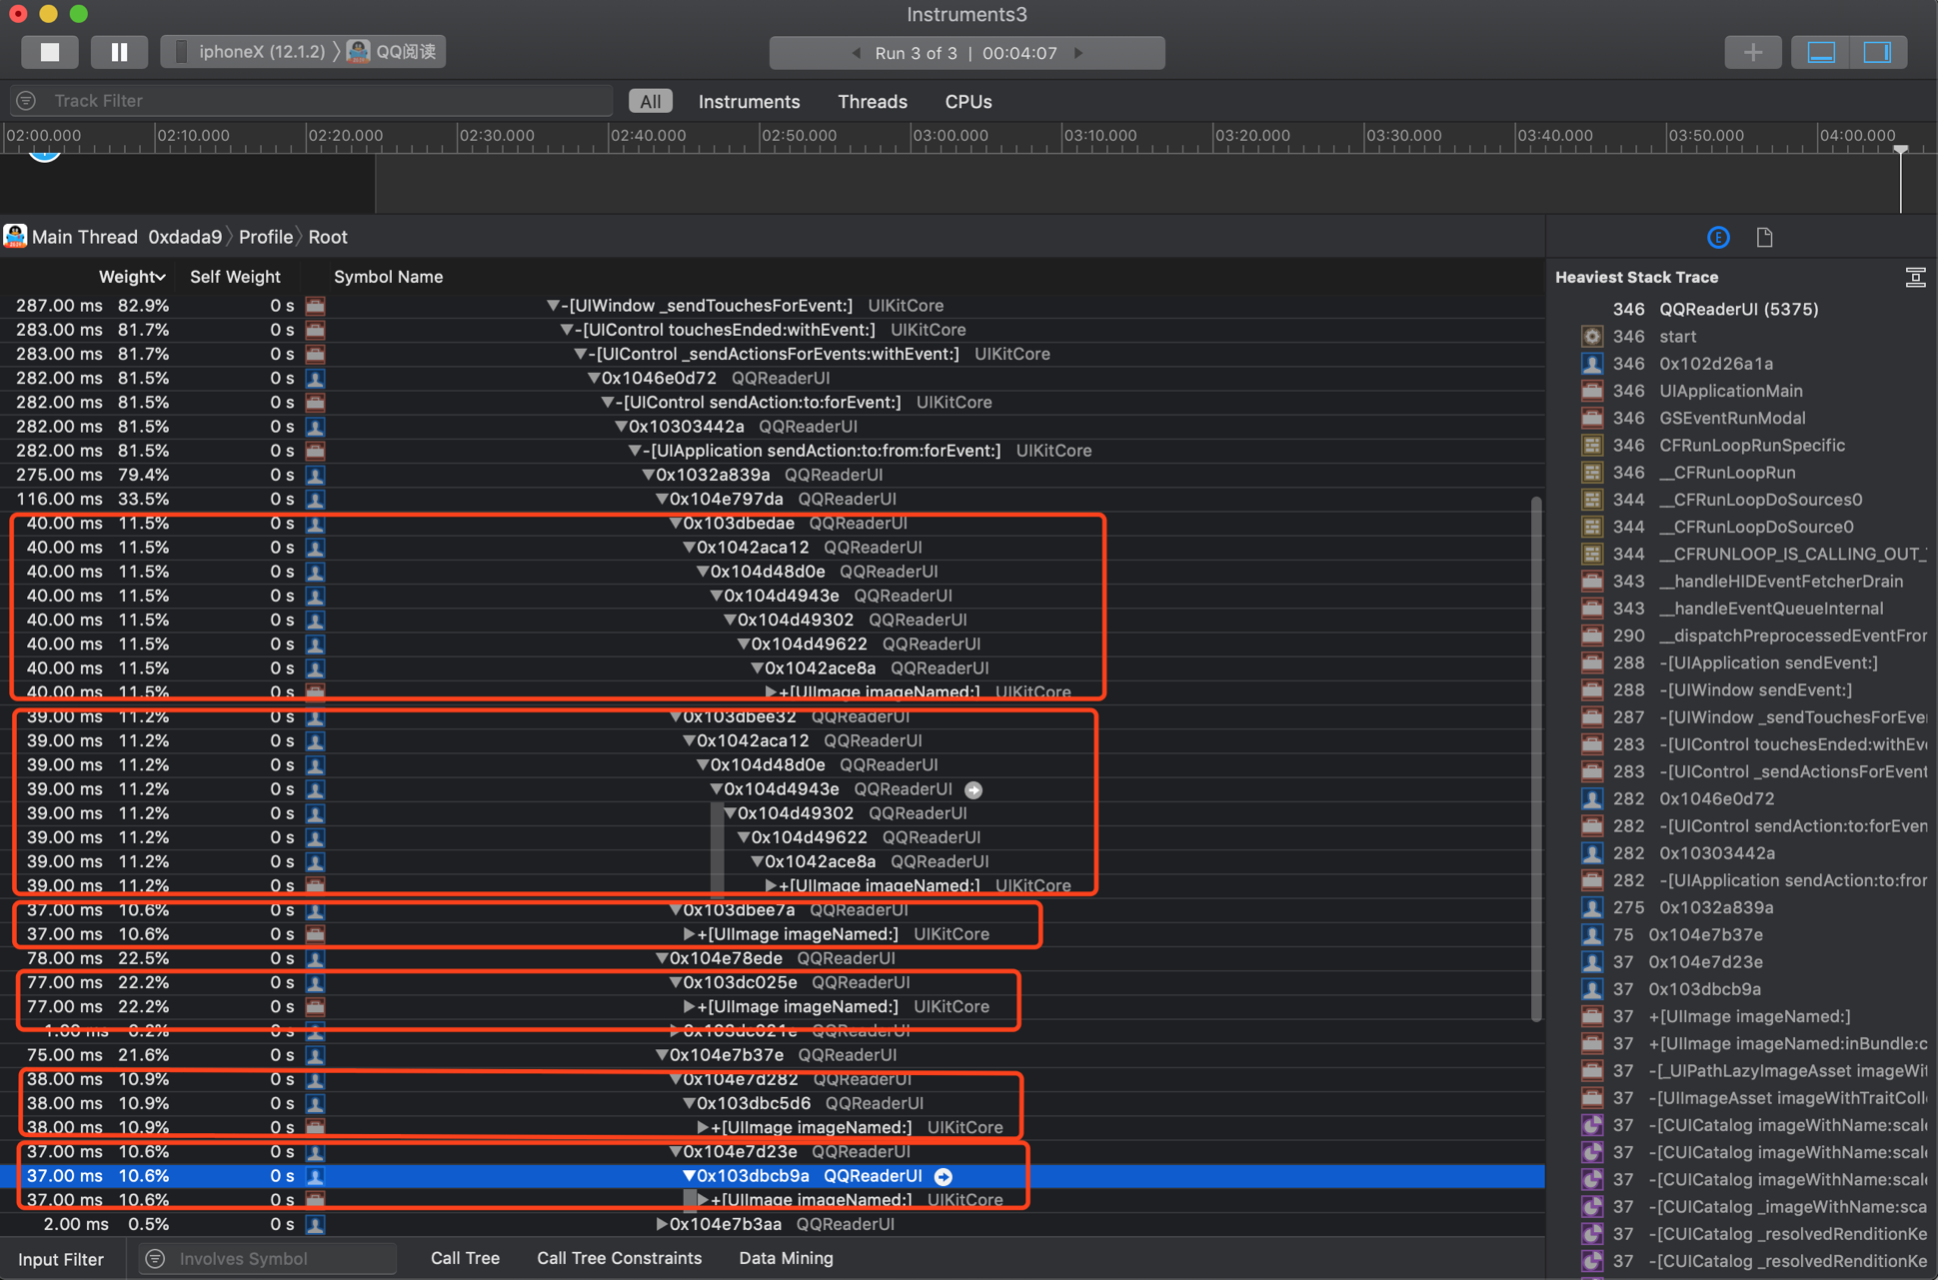 Instruments3
iphoneX (12.1.2) 〉 QQ阅读
Run 3 of 3 | 00:04:07
Track Filter
All Instruments Threads CPUs
02:00.000 02:10.000 02:20.000 02:30.000 02:40.000 02:50.000 03:00.000 03:10.000 03:20.000 03:30.000 03:40.000 03:50.000 04:00.000
Main Thread 0xdada9 〉 Profile 〉 Root
Weight Self Weight Symbol Name
287.00 ms 82.9% 0 s -[UIWindow _sendTouchesForEvent:] UIKitCore
283.00 ms 81.7% 0 s -[UIControl touchesEnded:withEvent:] UIKitCore
283.00 ms 81.7% 0 s -[UIControl _sendActionsForEvents:withEvent:] UIKitCore
282.00 ms 81.5% 0 s 0x1046e0d72 QQReaderUI
282.00 ms 81.5% 0 s -[UIControl sendAction:to:forEvent:] UIKitCore
282.00 ms 81.5% 0 s 0x10303442a QQReaderUI
282.00 ms 81.5% 0 s -[UIApplication sendAction:to:from:forEvent:] UIKitCore
275.00 ms 79.4% 0 s 0x1032a839a QQReaderUI
116.00 ms 33.5% 0 s 0x104e797da QQReaderUI
40.00 ms 11.5% 0 s 0x103dbedae QQReaderUI
40.00 ms 11.5% 0 s 0x1042aca12 QQReaderUI
40.00 ms 11.5% 0 s 0x104d48d0e QQReaderUI
40.00 ms 11.5% 0 s 0x104d4943e QQReaderUI
40.00 ms 11.5% 0 s 0x104d49302 QQReaderUI
40.00 ms 11.5% 0 s 0x104d49622 QQReaderUI
40.00 ms 11.5% 0 s 0x1042ace8a QQReaderUI
40.00 ms 11.5% 0 s +[UIImage imageNamed:] UIKitCore
39.00 ms 11.2% 0 s 0x103dbee32 QQReaderUI
39.00 ms 11.2% 0 s 0x1042aca12 QQReaderUI
39.00 ms 11.2% 0 s 0x104d48d0e QQReaderUI
39.00 ms 11.2% 0 s 0x104d4943e QQReaderUI
39.00 ms 11.2% 0 s 0x104d49302 QQReaderUI
39.00 ms 11.2% 0 s 0x104d49622 QQReaderUI
39.00 ms 11.2% 0 s 0x1042ace8a QQReaderUI
39.00 ms 11.2% 0 s +[UIImage imageNamed:] UIKitCore
37.00 ms 10.6% 0 s 0x103dbee7a QQReaderUI
37.00 ms 10.6% 0 s +[UIImage imageNamed:] UIKitCore
78.00 ms 22.5% 0 s 0x104e78ede QQReaderUI
77.00 ms 22.2% 0 s 0x103dc025e QQReaderUI
77.00 ms 22.2% 0 s +[UIImage imageNamed:] UIKitCore
1.00 ms 0.2% 0 s 0x103dc021e QQReaderUI
75.00 ms 21.6% 0 s 0x104e7b37e QQReaderUI
38.00 ms 10.9% 0 s 0x104e7d282 QQReaderUI
38.00 ms 10.9% 0 s 0x103dbc5d6 QQReaderUI
38.00 ms 10.9% 0 s +[UIImage imageNamed:] UIKitCore
37.00 ms 10.6% 0 s 0x104e7d23e QQReaderUI
37.00 ms 10.6% 0 s 0x103dbcb9a QQReaderUI
37.00 ms 10.6% 0 s +[UIImage imageNamed:] UIKitCore
2.00 ms 0.5% 0 s 0x104e7b3aa QQReaderUI
Input Filter Involves Symbol Call Tree Call Tree Constraints Data Mining
E
Heaviest Stack Trace
346 QQReaderUI (5375)
346 start
346 0x102d26a1a
346 UIApplicationMain
346 GSEventRunModal
346 CFRunLoopRunSpecific
346 __CFRunLoopRun
344 __CFRunLoopDoSources0
344 __CFRunLoopDoSource0
344 __CFRUNLOOP_IS_CALLING_OUT_
343 __handleHIDEventFetcherDrain
343 __handleEventQueueInternal
290 __dispatchPreprocessedEventFror
288 -[UIApplication sendEvent:]
288 -[UIWindow sendEvent:]
287 -[UIWindow _sendTouchesForEve
283 -[UIControl touchesEnded:withEv
283 -[UIControl _sendActionsForEvent
282 0x1046e0d72
282 -[UIControl sendAction:to:forEven
282 0x10303442a
282 -[UIApplication sendAction:to:fror
275 0x1032a839a
75 0x104e7b37e
37 0x104e7d23e
37 0x103dbcb9a
37 +[UIImage imageNamed:]
37 +[UIImage imageNamed:inBundle:c
37 -[_UIPathLazyImageAsset imageWit
37 -[UIImageAsset imageWithTraitColl
37 -[CUICatalog imageWithName:scal
37 -[CUICatalog imageWithName:scal
37 -[CUICatalog imageWithName:scal
37 -[CUICatalog _imageWithName:sca
37 -[CUICatalog _resolvedRenditionKe
37 -[CUICatalog _resolvedRenditionKe